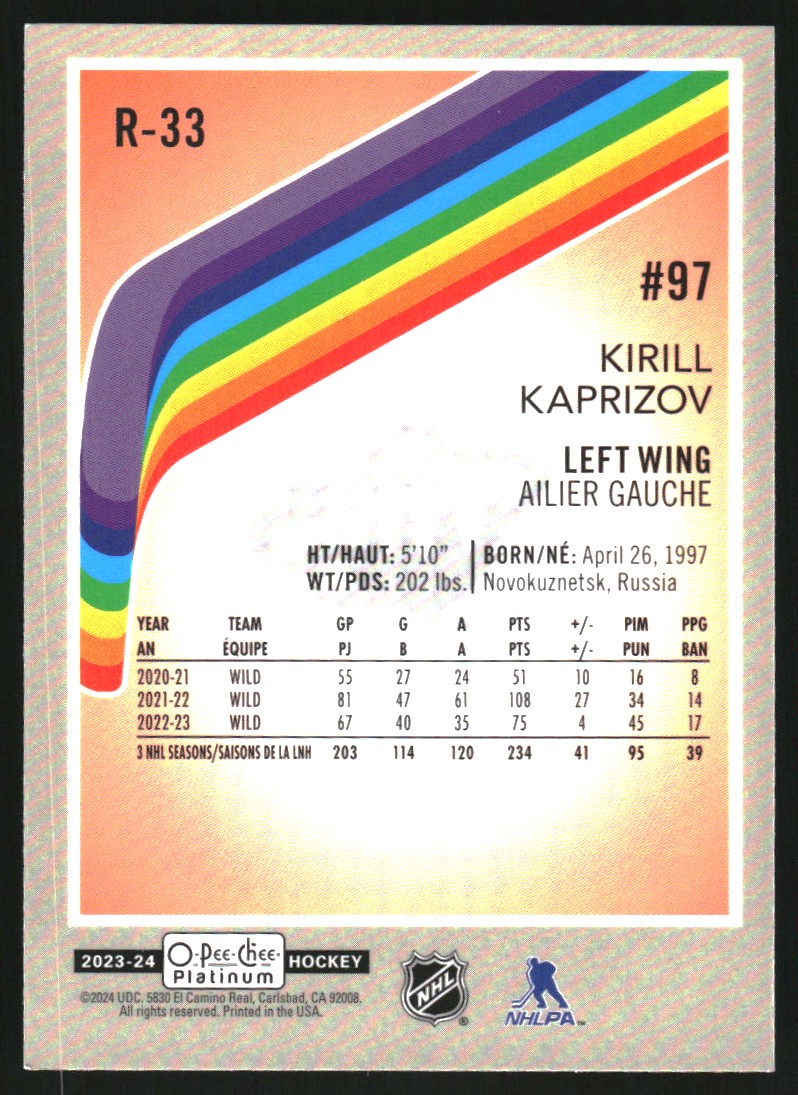 R-33
#97
KIRILL
KAPRIZOV
LEFT WING
AILIER GAUCHE
HT/HAUT: 5'10" BORN/NÉ: April 26, 1997
WT/PDS: 202 lbs. Novokuznetsk, Russia
YEAR TEAM GP G A PTS +/- PIM PPG
AN ÉQUIPE PJ B A PTS +/- PUN BAN
2020-21 WILD 55 27 24 51 10 16 8
2021-22 WILD 81 47 61 108 27 34 14
2022-23 WILD 67 40 35 75 4 45 17
3 NHL SEASONS/SAISONS DE LA LNH 203 114 120 234 41 95 39
2023-24 O-Pee-Chee Platinum HOCKEY
©2024 UDC. 5830 El Camino Real, Carlsbad, CA 92008.
All rights reserved. Printed in the USA.
NHL ®
NHLPA™